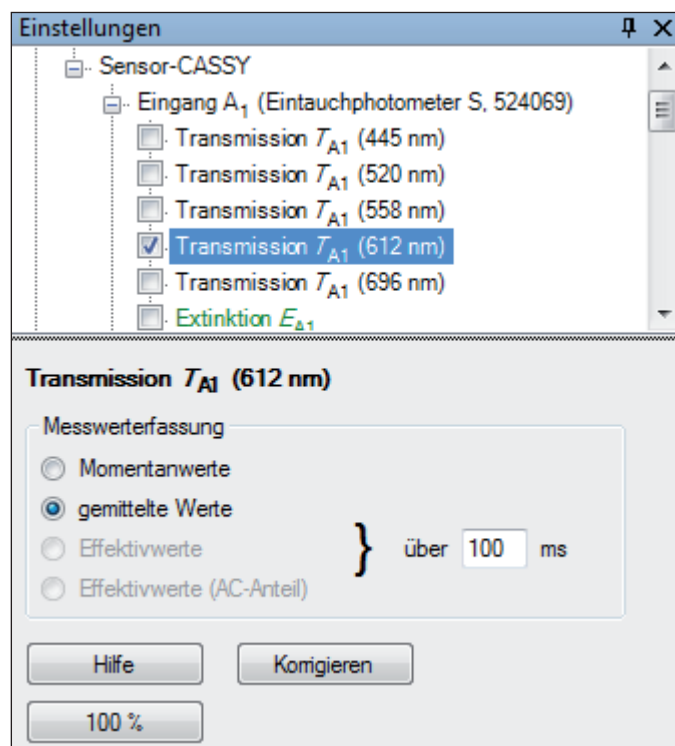 Einstellungen
Sensor-CASSY
Eingang A1 (Eintauchphotometer S, 524069)
Transmission TA1 (445 nm)
Transmission TA1 (520 nm)
Transmission TA1 (558 nm)
Transmission TA1 (612 nm)
Transmission TA1 (696 nm)
Extinktion EA1
Transmission TA1 (612 nm)
Messwerterfassung
Momentanwerte
gemittelte Werte
Effektivwerte } über 100 ms
Effektivwerte (AC-Anteil)
Hilfe Korrigieren
100 %